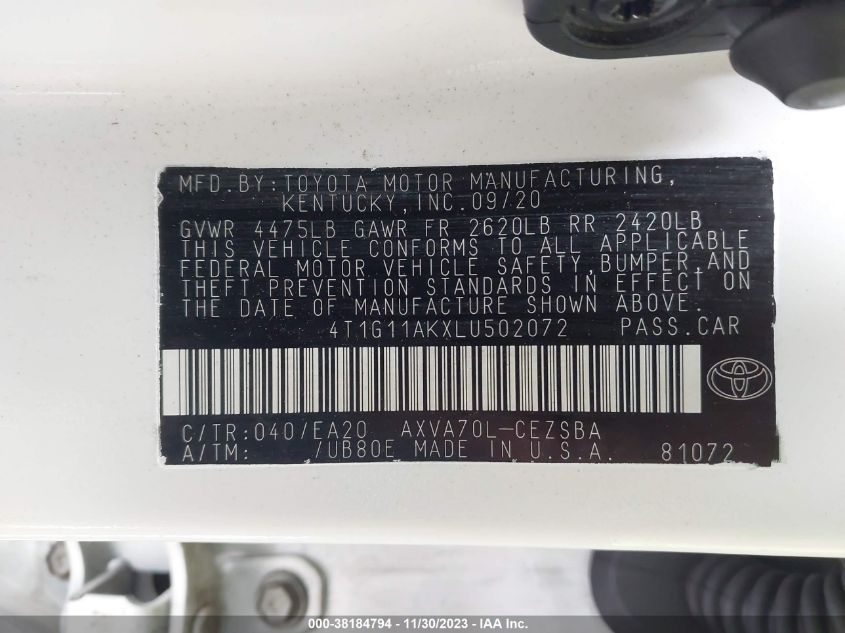 MFD.BY:TOYOTA MOTOR MANUFACTURING,
KENTUCKY,INC.09/20
GVWR 4475LB GAWR FR 2620LB RR 2420LB
THIS VEHICLE CONFORMS TO ALL APPLICABLE
FEDERAL MOTOR VEHICLE SAFETY,BUMPER,AND
THEFT PREVENTION STANDARDS IN EFFECT ON
THE DATE OF MANUFACTURE SHOWN ABOVE.
4T1G11AKXLU502072 PASS.CAR
C/TR:040/EA20 AXVA70L-CEZSBA
A/TM: /UB80E MADE IN U.S.A. 81072
000-38184794 - 11/30/2023 - IAA Inc.